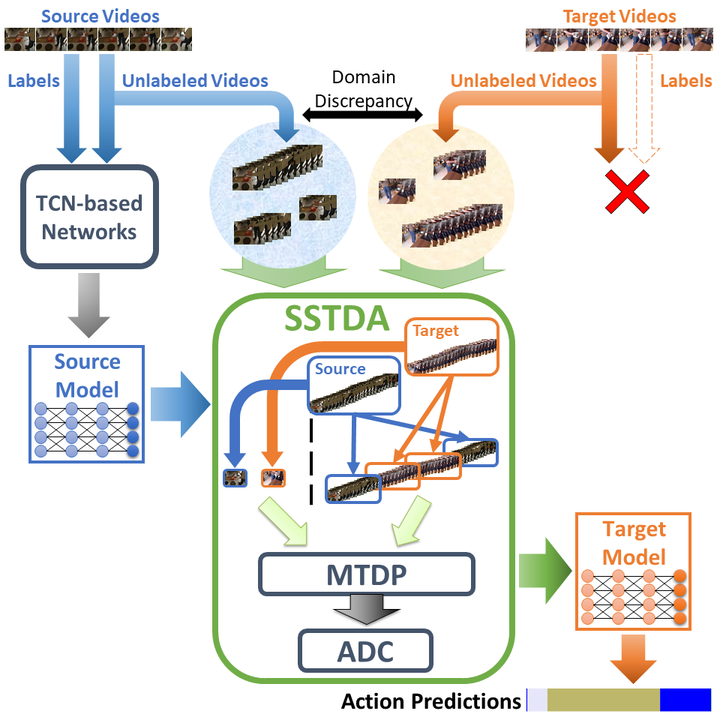 Source Videos
Target Videos
Labels
Unlabeled Videos
Domain
Discrepancy
Unlabeled Videos
Labels
TCN-based
Networks
SSTDA
Target
Source
Source
Model
MTDP
ADC
Target
Model
Action Predictions